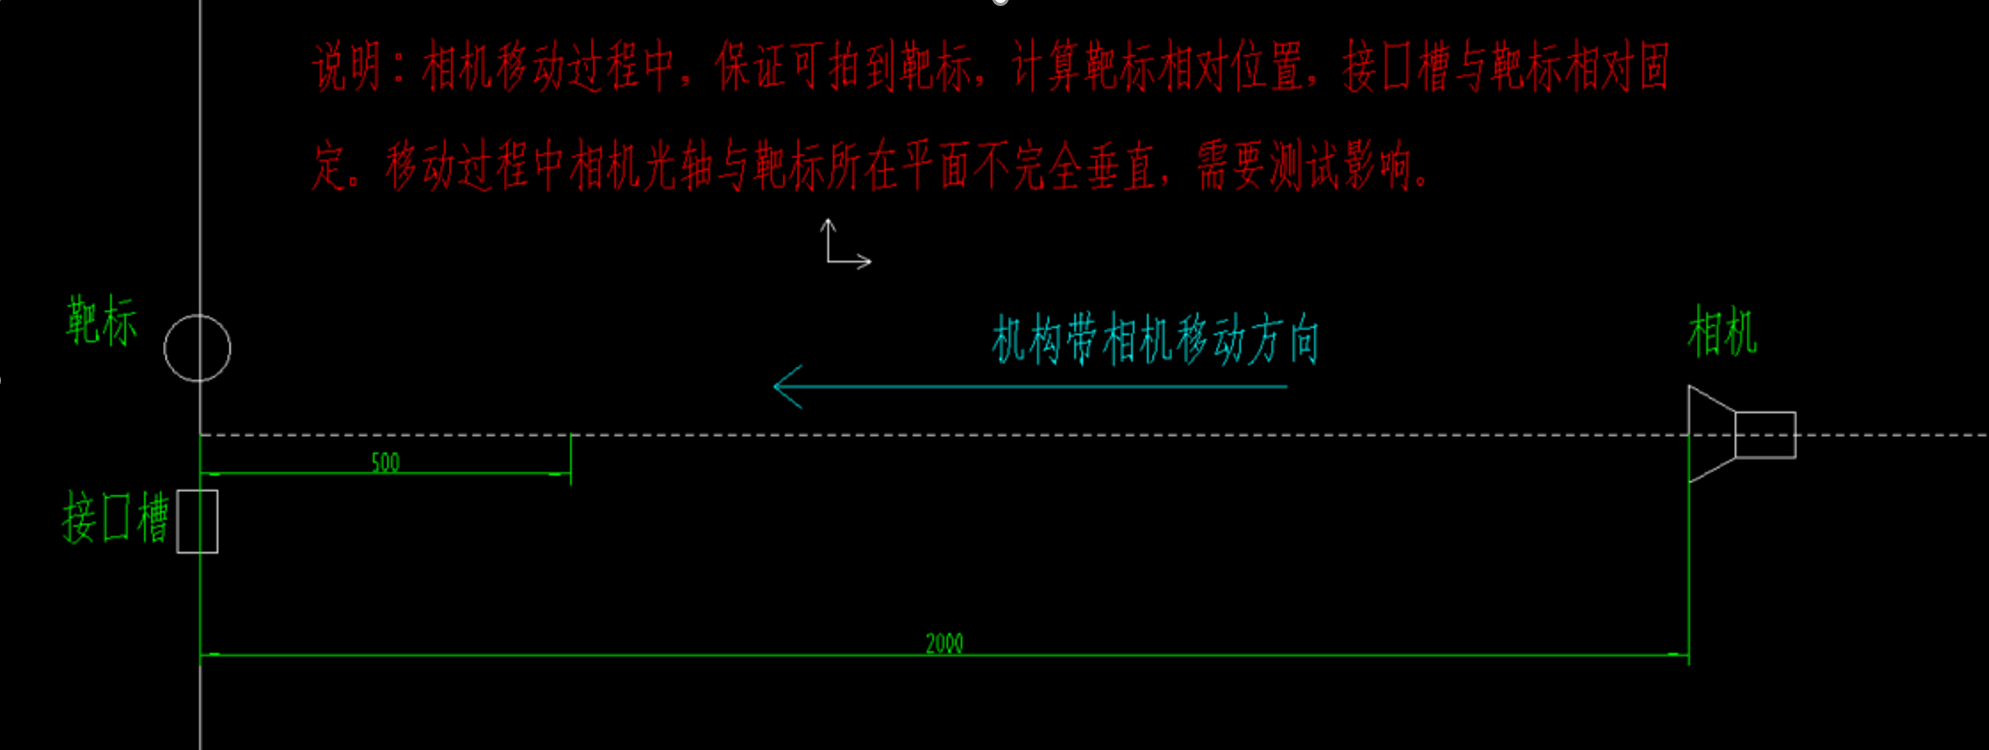 说明：相机移动过程中，保证可拍到靶标，计算靶标相对位置，接口槽与靶标相对固
定。移动过程中相机光轴与靶标所在平面不完全垂直，需要测试影响。
靶标
机构带相机移动方向
相机
500
接口槽
2000